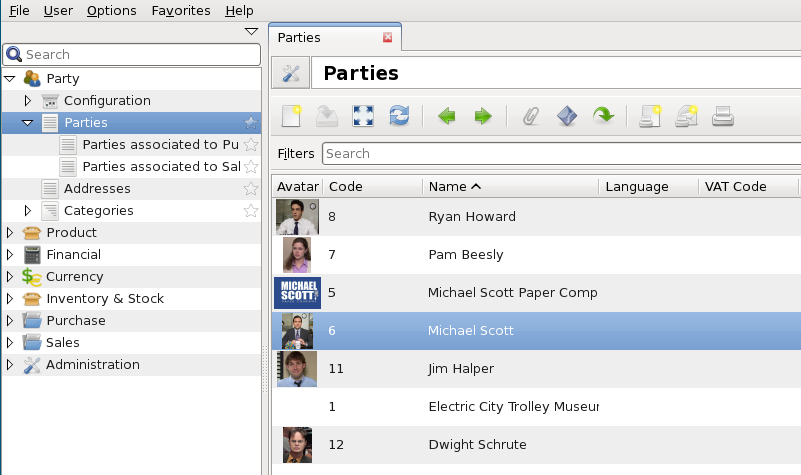 File User Options Favorites Help
Search
Party
Configuration
Parties
Parties associated to Pu
Parties associated to Sal
Addresses
Categories
Product
Financial
Currency
Inventory & Stock
Purchase
Sales
Administration
Parties
Parties
Filters Search
Avatar Code Name Language VAT Code
8 Ryan Howard
7 Pam Beesly
MICHAEL
SCOTT
5 Michael Scott Paper Comp
6 Michael Scott
11 Jim Halper
1 Electric City Trolley Museum
12 Dwight Schrute